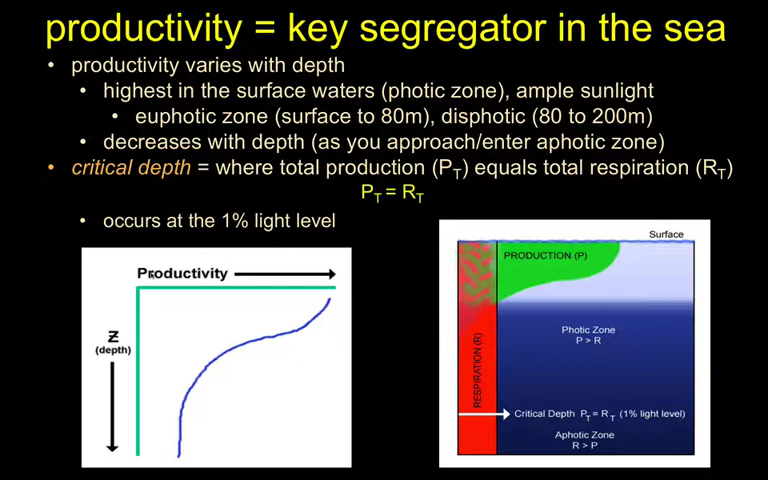 productivity = key segregator in the sea
• productivity varies with depth
• highest in the surface waters (photic zone), ample sunlight
• euphotic zone (surface to 80m), disphotic (80 to 200m)
• decreases with depth (as you approach/enter aphotic zone)
• critical depth = where total production (PT) equals total respiration (RT)
PT = RT
• occurs at the 1% light level
Productivity
Z
(depth)
Surface
PRODUCTION (P)
RESPIRATION (R)
Photic Zone
P > R
Critical Depth PT = RT (1% light level)
Aphotic Zone
R > P